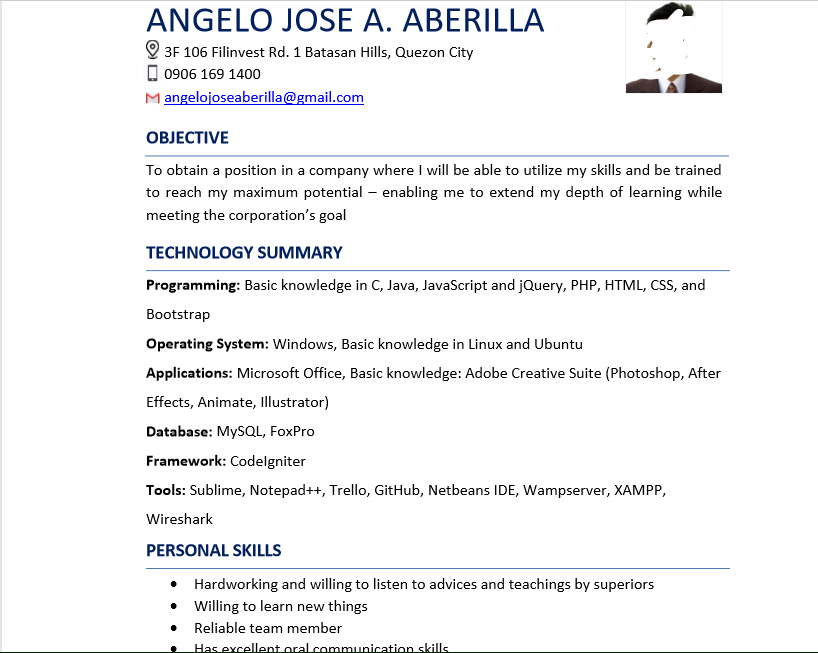 ANGELO JOSE A. ABERILLA
3F 106 Filinvest Rd. 1 Batasan Hills, Quezon City
0906 169 1400
angelojoseaberilla@gmail.com
OBJECTIVE
To obtain a position in a company where I will be able to utilize my skills and be trained
to reach my maximum potential – enabling me to extend my depth of learning while
meeting the corporation’s goal
TECHNOLOGY SUMMARY
Programming: Basic knowledge in C, Java, JavaScript and jQuery, PHP, HTML, CSS, and
Bootstrap
Operating System: Windows, Basic knowledge in Linux and Ubuntu
Applications: Microsoft Office, Basic knowledge: Adobe Creative Suite (Photoshop, After
Effects, Animate, Illustrator)
Database: MySQL, FoxPro
Framework: CodeIgniter
Tools: Sublime, Notepad++, Trello, GitHub, Netbeans IDE, Wampserver, XAMPP,
Wireshark
PERSONAL SKILLS
• Hardworking and willing to listen to advices and teachings by superiors
• Willing to learn new things
• Reliable team member
• Has excellent oral communication skills